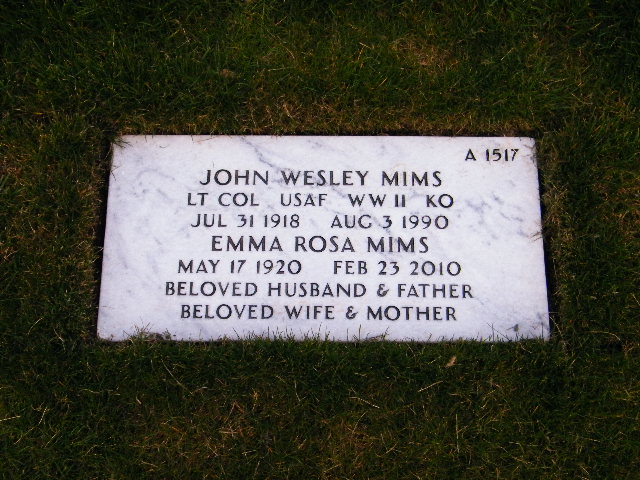 A 1517
JOHN WESLEY MIMS
LT COL USAF WW II KO
JUL 31 1918 AUG 3 1990
EMMA ROSA MIMS
MAY 17 1920 FEB 23 2010
BELOVED HUSBAND & FATHER
BELOVED WIFE & MOTHER